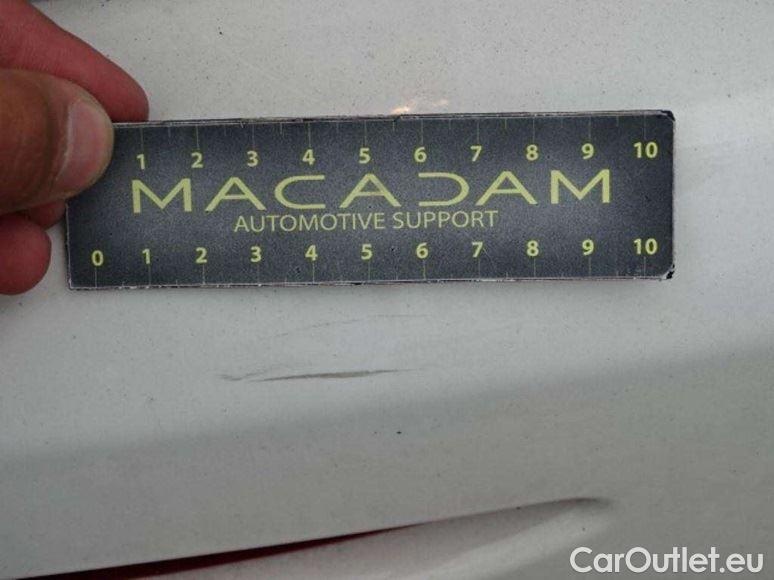 1 2 3 4 5 6 7 8 9 10
MACADAM
AUTOMOTIVE SUPPORT
0 1 2 3 4 5 6 7 8 9 10
CarOutlet.eu